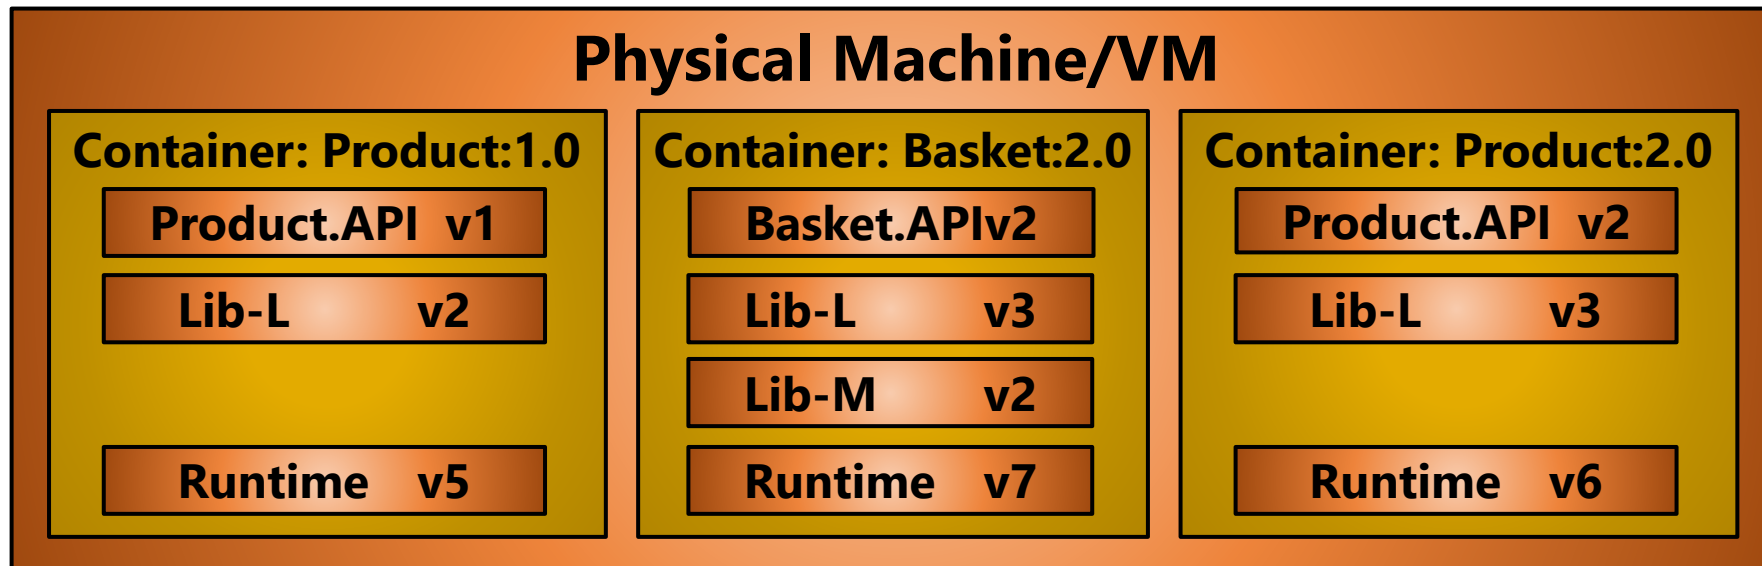 Physical Machine/VM
Container: Product:1.0
Product.API v1
Lib-L v2
Runtime v5
Container: Basket:2.0
Basket.APIv2
Lib-L v3
Lib-M v2
Runtime v7
Container: Product:2.0
Product.API v2
Lib-L v3
Runtime v6